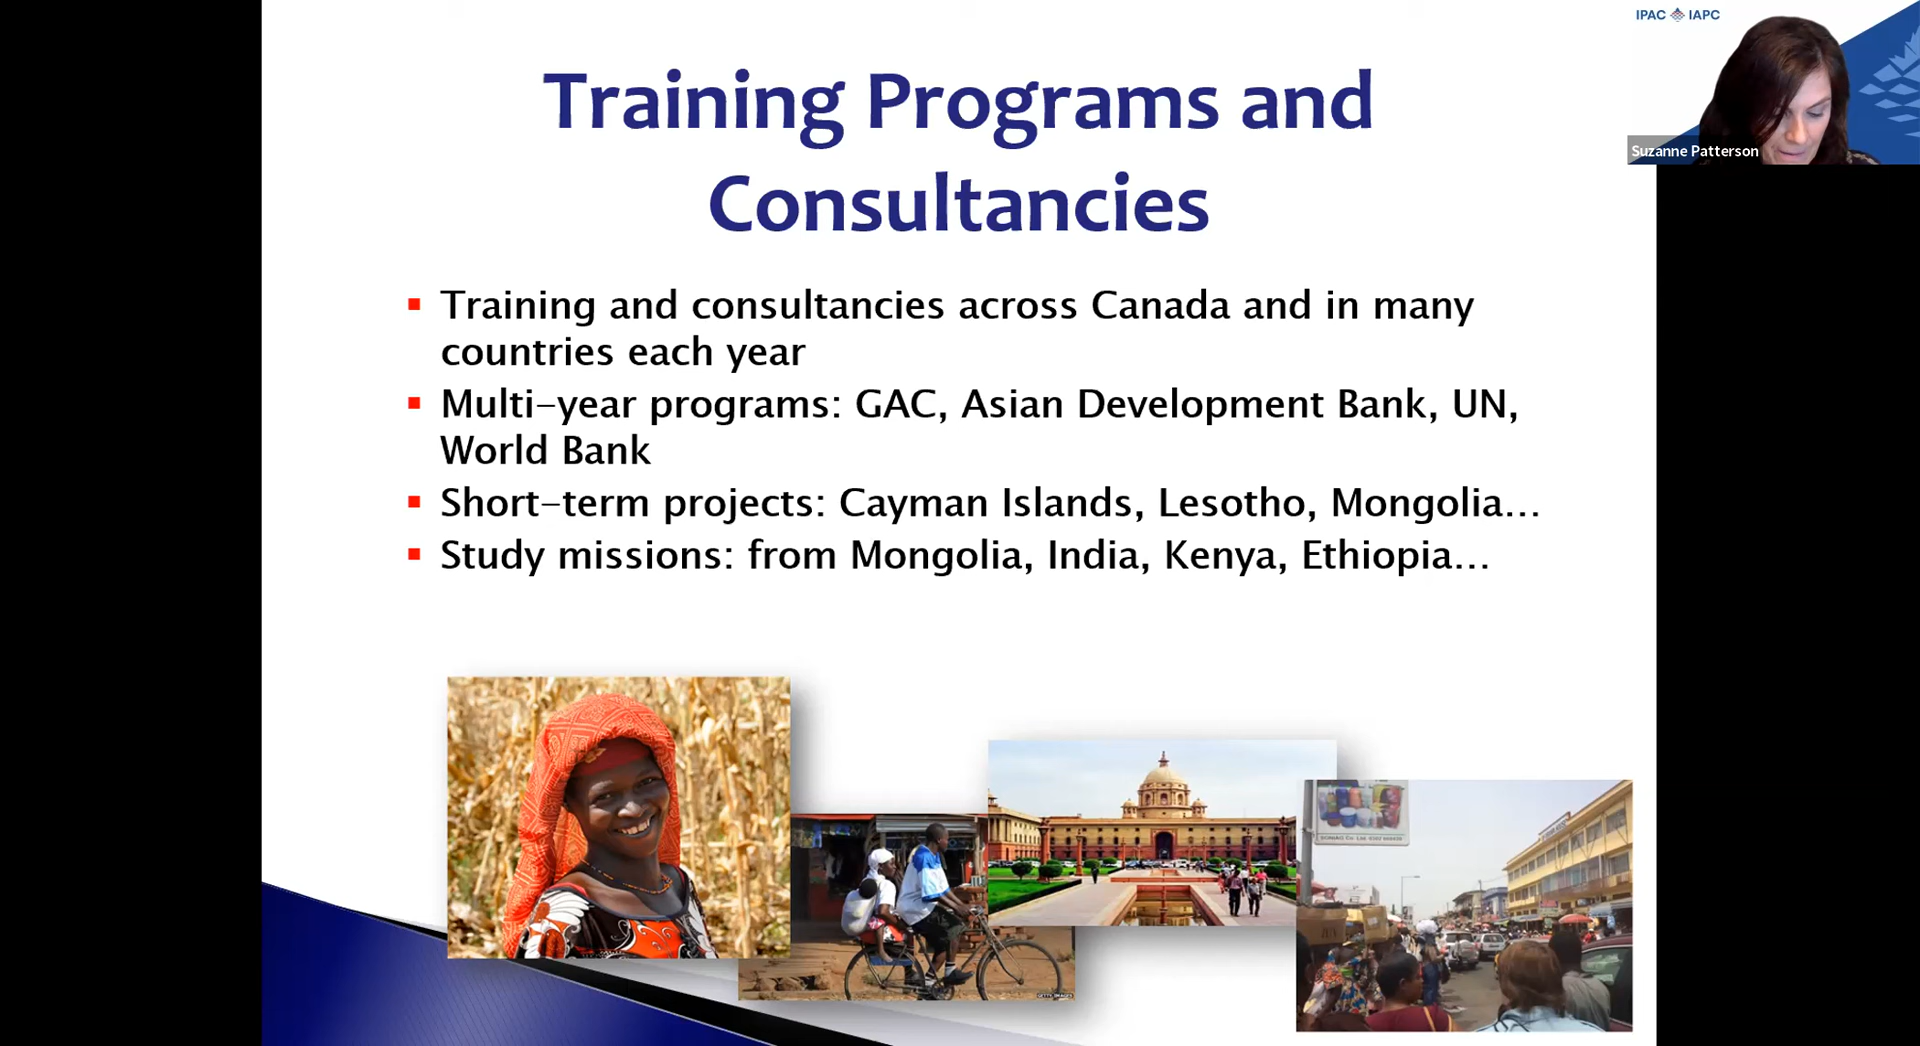 IPAC IAPC
Suzanne Patterson
Training Programs and
Consultancies
Training and consultancies across Canada and in many
countries each year
Multi-year programs: GAC, Asian Development Bank, UN,
World Bank
Short-term projects: Cayman Islands, Lesotho, Mongolia...
Study missions: from Mongolia, India, Kenya, Ethiopia...
GETTY IMAGES